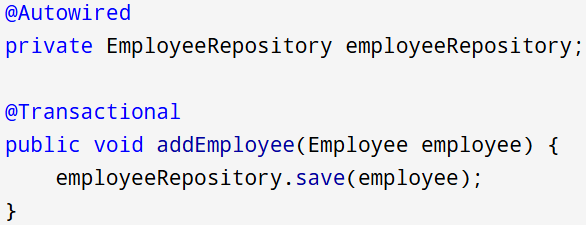 @Autowired
private EmployeeRepository employeeRepository;
@Transactional
public void addEmployee(Employee employee) {
    employeeRepository.save(employee);
}